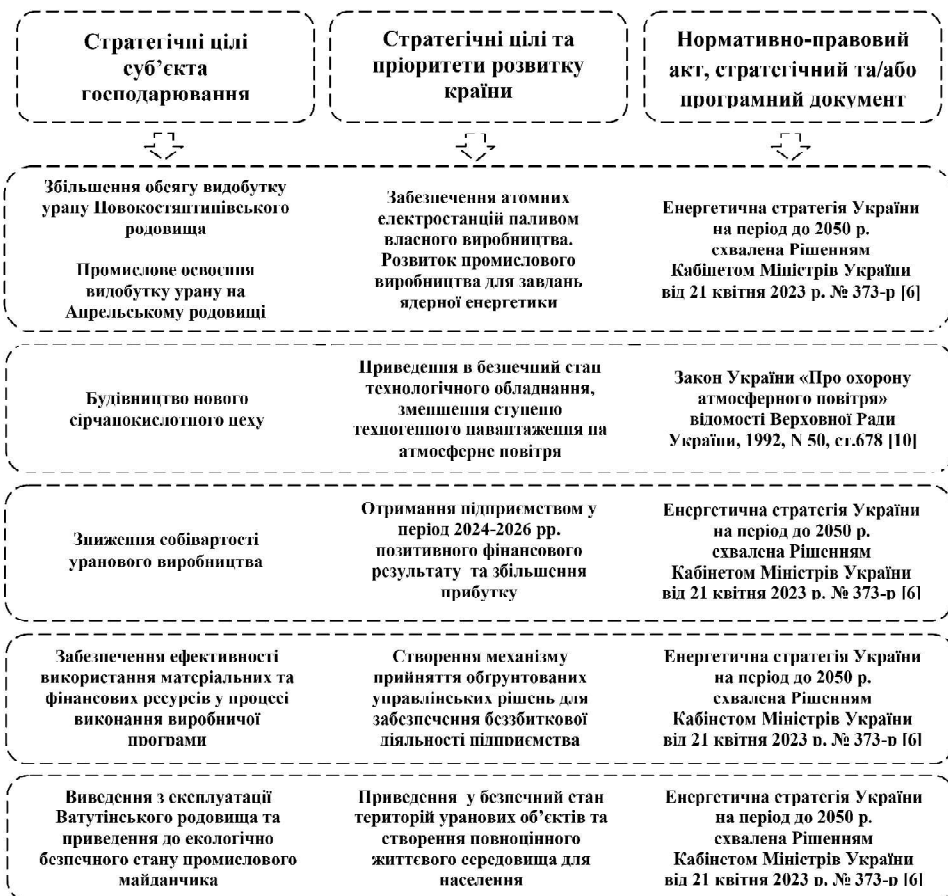 Стратегічні цілі
суб’єкта
господарювання
Стратегічні цілі та
пріоритети розвитку
країни
Нормативно-правовий
акт, стратегічний та/або
програмний документ
Збільшення обсягу видобутку
урану Новокостянтинівського
родовища
Промислове освоєння
видобутку урану на
Апрельському родовищі
Забезпечення атомних
електростанцій паливом
власного виробництва.
Розвиток промислового
виробництва для завдань
ядерної енергетики
Енергетична стратегія України
на період до 2050 р.
схвалена Рішенням
Кабінетом Міністрів України
від 21 квітня 2023 р. № 373-р [6]
Будівництво нового
сірчанокислотного цеху
Приведення в безпечний стан
технологічного обладнання,
зменшення ступеню
техногенного навантаження на
атмосферне повітря
Закон України «Про охорону
атмосферного повітря»
відомості Верховної Ради
України, 1992, N 50, ст.678 [10]
Зниження собівартості
уранового виробництва
Отримання підприємством у
період 2024-2026 рр.
позитивного фінансового
результату та збільшення
прибутку
Енергетична стратегія України
на період до 2050 р.
схвалена Рішенням
Кабінетом Міністрів України
від 21 квітня 2023 р. № 373-р [6]
Забезпечення ефективності
використання матеріальних та
фінансових ресурсів у процесі
виконання виробничої
програми
Створення механізму
прийняття обґрунтованих
управлінських рішень для
забезпечення беззбиткової
діяльності підприємства
Енергетична стратегія України
на період до 2050 р.
схвалена Рішенням
Кабінетом Міністрів України
від 21 квітня 2023 р. № 373-р [6]
Виведення з експлуатації
Ватутінського родовища та
приведення до екологічно
безпечного стану промислового
майданчика
Приведення у безпечний стан
територій уранових об’єктів та
створення повноцінного
життєвого середовища для
населення
Енергетична стратегія України
на період до 2050 р.
схвалена Рішенням
Кабінетом Міністрів України
від 21 квітня 2023 р. № 373-р [6]